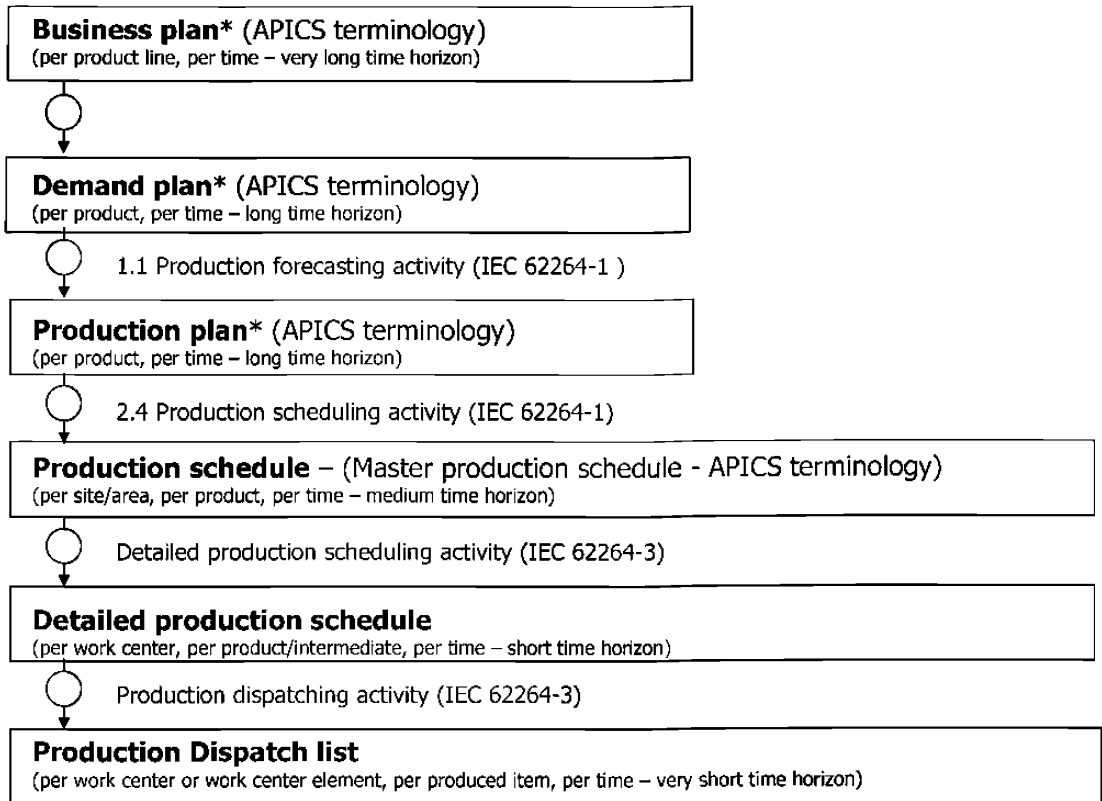 Business plan* (APICS terminology)
(per product line, per time – very long time horizon)
Demand plan* (APICS terminology)
(per product, per time – long time horizon)
1.1 Production forecasting activity (IEC 62264-1 )
Production plan* (APICS terminology)
(per product, per time – long time horizon)
2.4 Production scheduling activity (IEC 62264-1)
Production schedule – (Master production schedule - APICS terminology)
(per site/area, per product, per time – medium time horizon)
Detailed production scheduling activity (IEC 62264-3)
Detailed production schedule
(per work center, per product/intermediate, per time – short time horizon)
Production dispatching activity (IEC 62264-3)
Production Dispatch list
(per work center or work center element, per produced item, per time – very short time horizon)